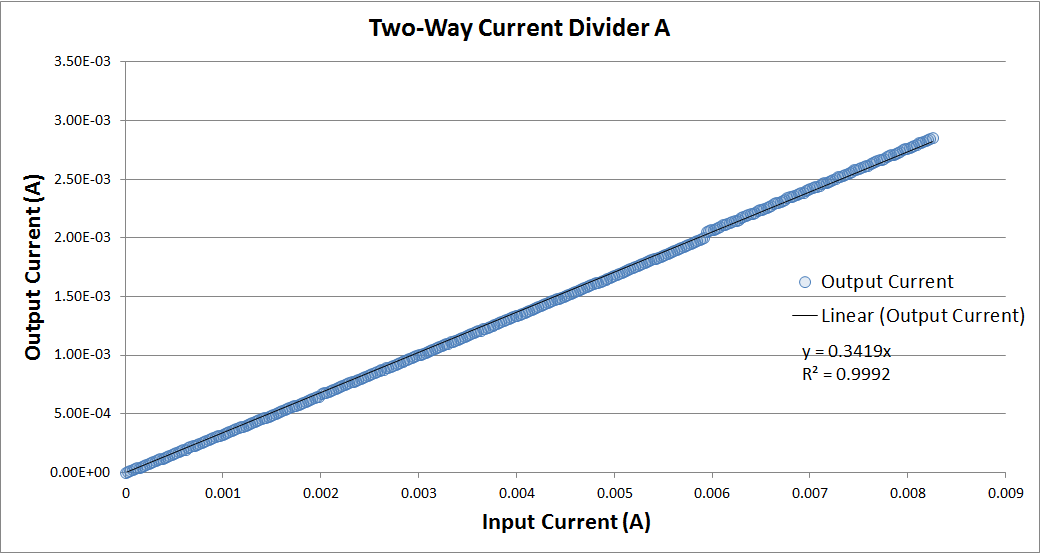 Two-Way Current Divider A
3.50E-03
3.00E-03
2.50E-03
2.00E-03
1.50E-03
1.00E-03
5.00E-04
0.00E+00
Output Current (A)
0
0.001
0.002
0.003
0.004
0.005
0.006
0.007
0.008
0.009
Input Current (A)
Output Current
Linear (Output Current)
y = 0.3419x
R² = 0.9992